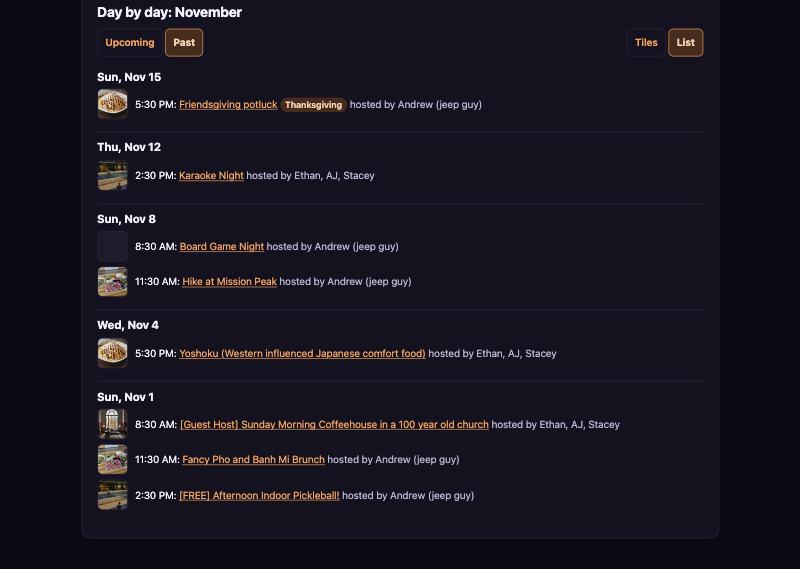 Day by day: November
Upcoming Past Tiles List
Sun, Nov 15
5:30 PM: Friendsgiving potluck Thanksgiving hosted by Andrew (jeep guy)
Thu, Nov 12
2:30 PM: Karaoke Night hosted by Ethan, AJ, Stacey
Sun, Nov 8
8:30 AM: Board Game Night hosted by Andrew (jeep guy)
11:30 AM: Hike at Mission Peak hosted by Andrew (jeep guy)
Wed, Nov 4
5:30 PM: Yoshoku (Western influenced Japanese comfort food) hosted by Ethan, AJ, Stacey
Sun, Nov 1
8:30 AM: [Guest Host] Sunday Morning Coffeehouse in a 100 year old church hosted by Ethan, AJ, Stacey
11:30 AM: Fancy Pho and Banh Mi Brunch hosted by Andrew (jeep guy)
2:30 PM: [FREE] Afternoon Indoor Pickleball! hosted by Andrew (jeep guy)